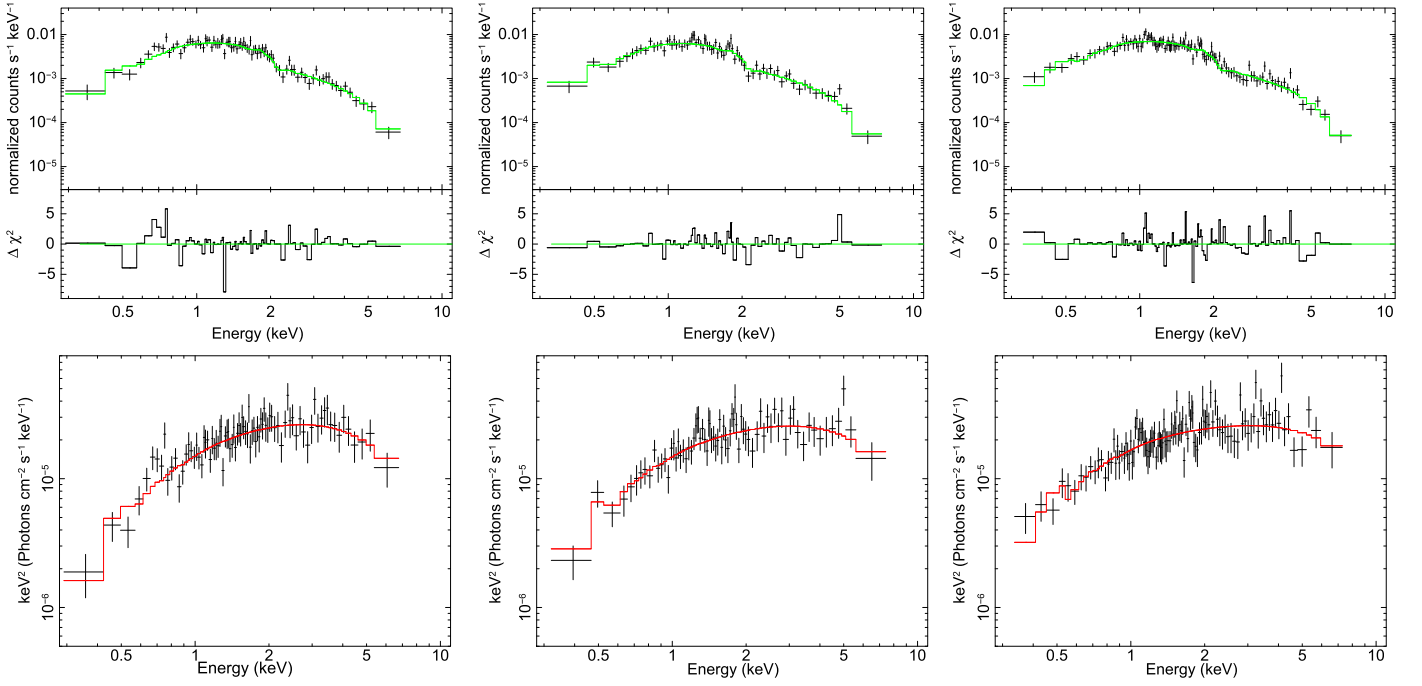 normalized counts s⁻¹ keV⁻¹
0.01
10⁻³
10⁻⁴
10⁻⁵
Δ χ²
5
0
−5
0.5 1 2 5 10
Energy (keV)
normalized counts s⁻¹ keV⁻¹
0.01
10⁻³
10⁻⁴
10⁻⁵
Δ χ²
5
0
−5
0.5 1 2 5 10
Energy (keV)
normalized counts s⁻¹ keV⁻¹
0.01
10⁻³
10⁻⁴
10⁻⁵
Δ χ²
5
0
−5
0.5 1 2 5 10
Energy (keV)
keV² (Photons cm⁻² s⁻¹ keV⁻¹)
10⁻⁵
10⁻⁶
0.5 1 2 5 10
Energy (keV)
keV² (Photons cm⁻² s⁻¹ keV⁻¹)
10⁻⁵
10⁻⁶
0.5 1 2 5 10
Energy (keV)
keV² (Photons cm⁻² s⁻¹ keV⁻¹)
10⁻⁵
10⁻⁶
0.5 1 2 5 10
Energy (keV)